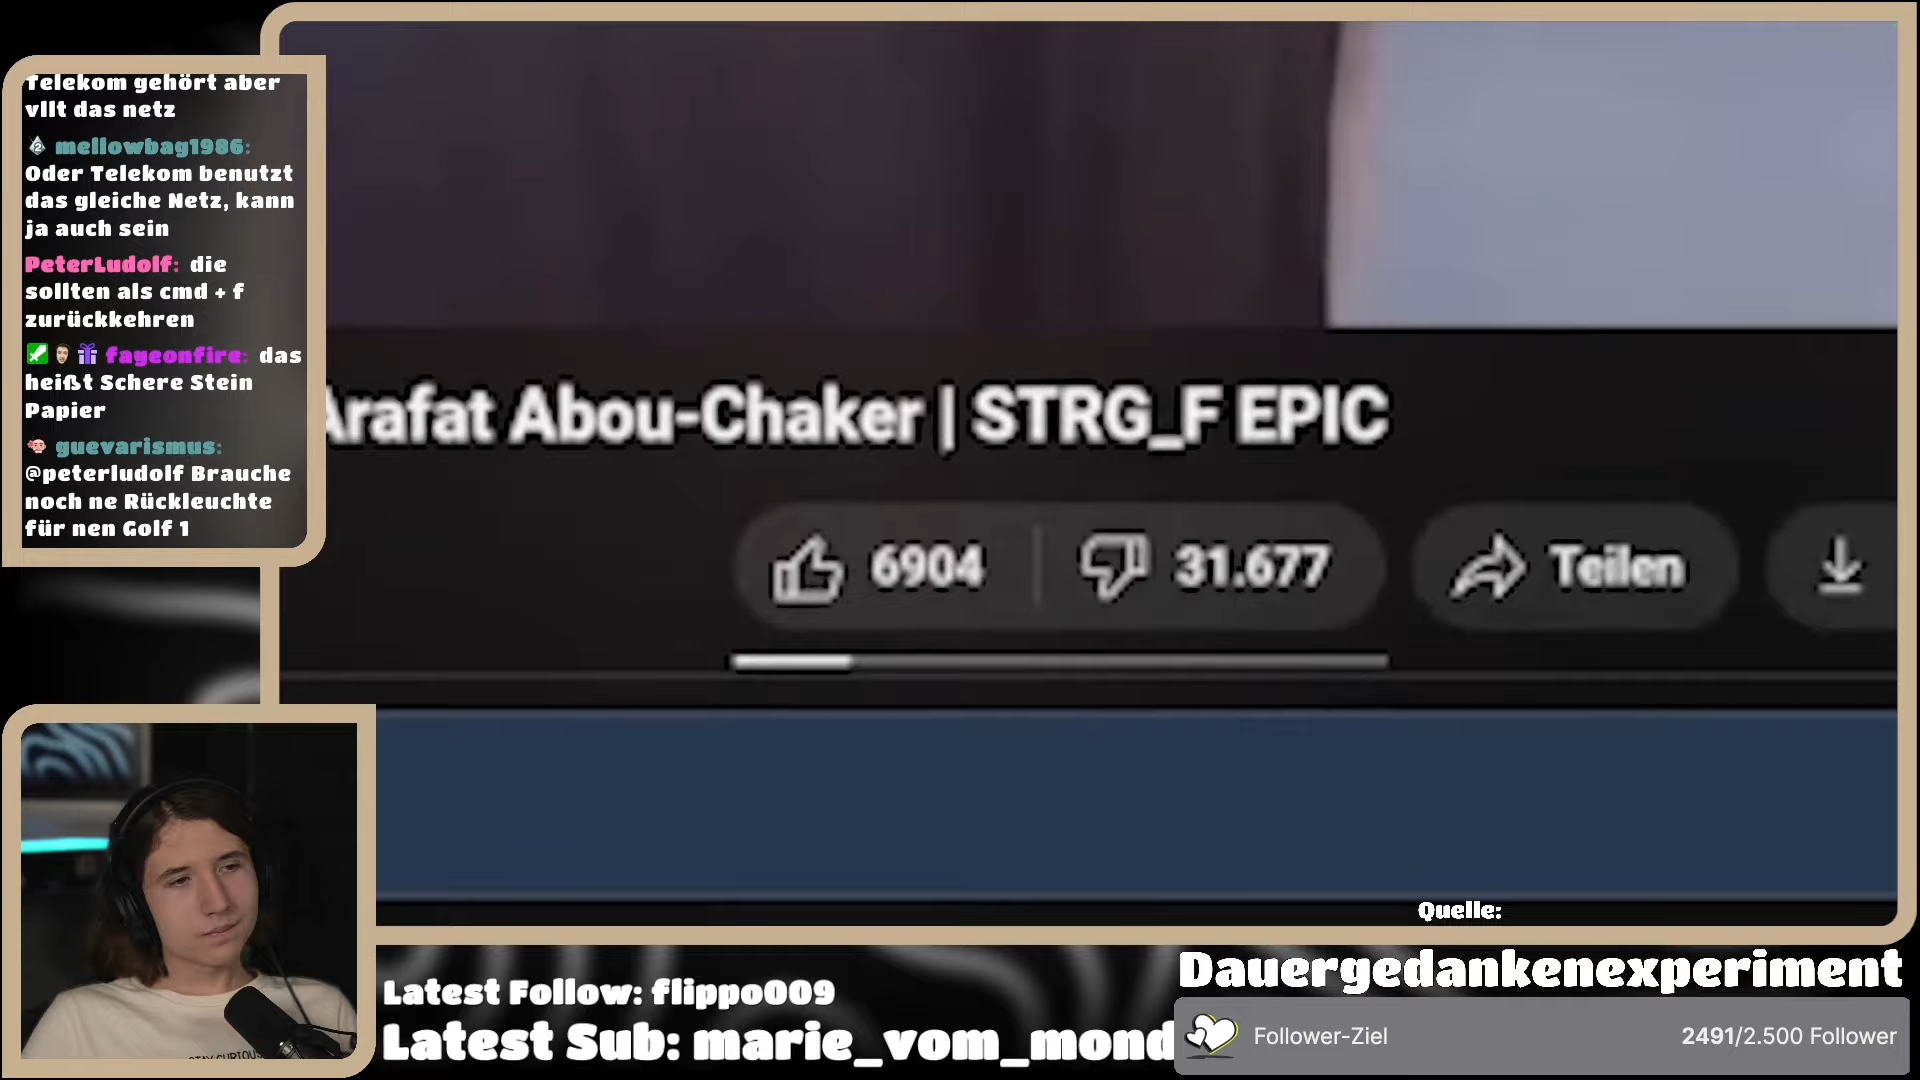 Telekom gehört aber
vllt das netz
mellowbag1986:
Oder Telekom benutzt
das gleiche Netz, kann
ja auch sein
PeterLudolf: die
sollten als cmd + f
zurückkehren
fayeonfire: das
heißt Schere Stein
Papier
guevarismus:
@peterludolf Brauche
noch ne Rückleuchte
für nen Golf 1
Arafat Abou-Chaker | STRG_F EPIC
6904 31.677 Teilen
Quelle:
Dauergedankenexperiment
Latest Follow: flippo009
Latest Sub: marie_vom_mond
Follower-Ziel 2491/2.500 Follower
STAY CURIOUS